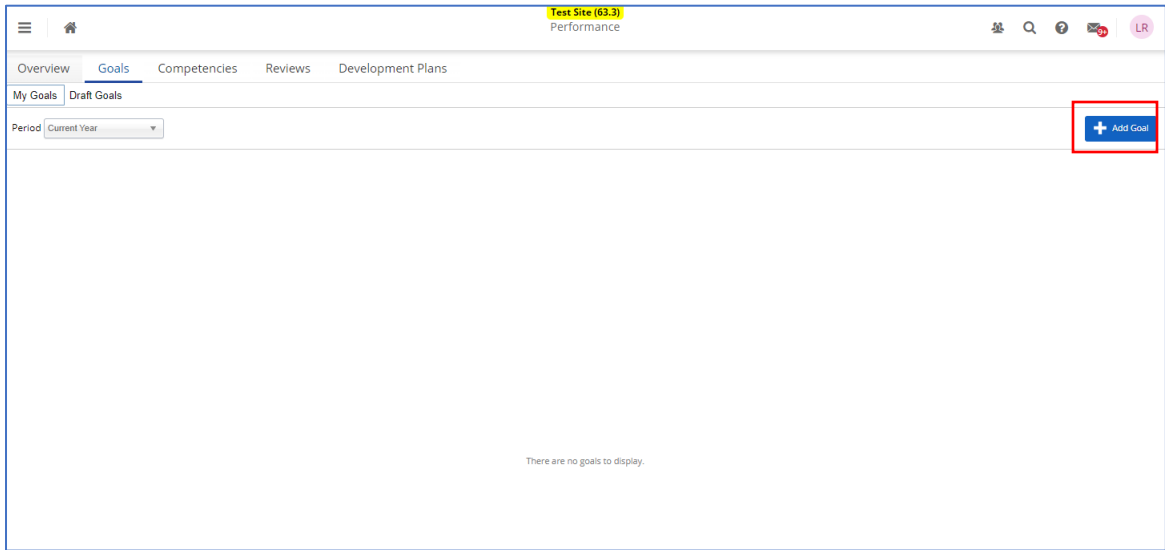 Test Site (63.3)
Performance
9+
LR
Overview Goals Competencies Reviews Development Plans
My Goals Draft Goals
Period Current Year
Add Goal
There are no goals to display.